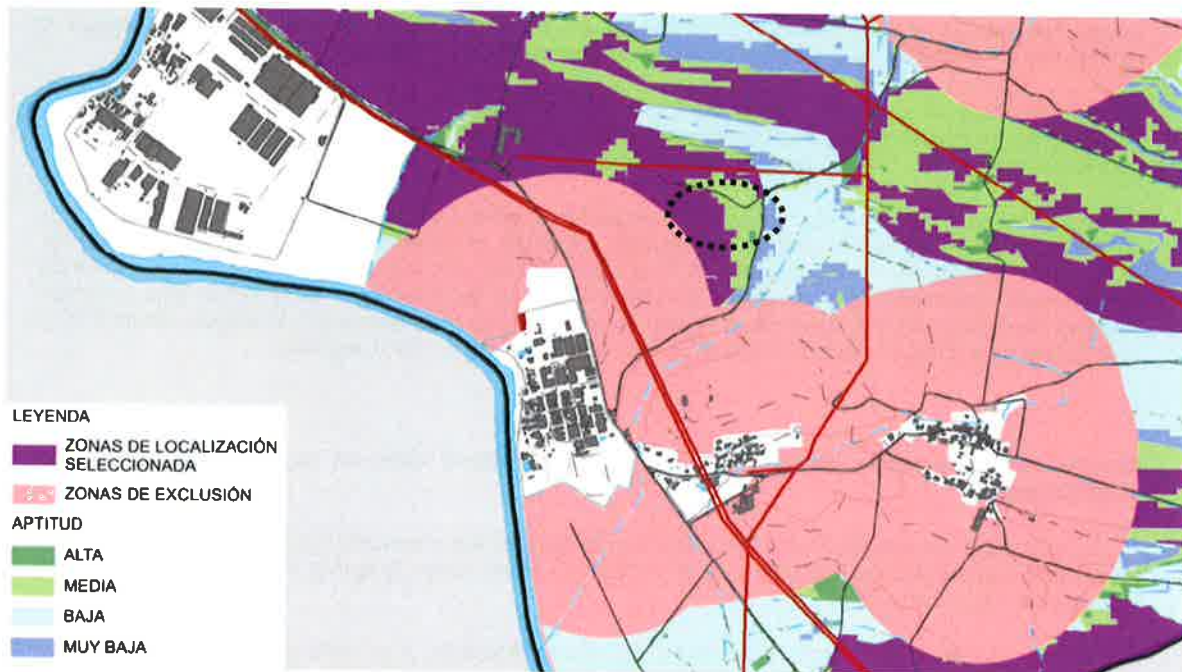 LEYENDA
ZONAS DE LOCALIZACIÓN
SELECCIONADA
ZONAS DE EXCLUSIÓN
APTITUD
ALTA
MEDIA
BAJA
MUY BAJA